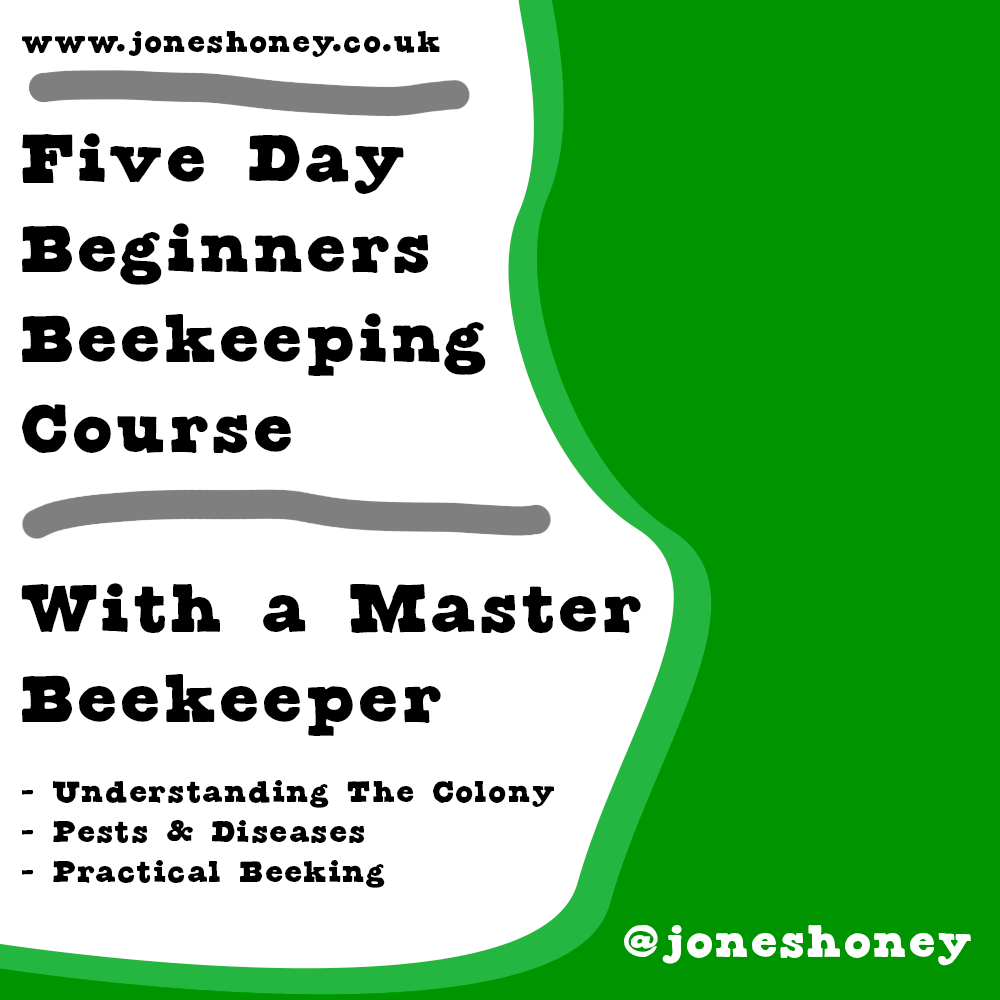 www.joneshoney.co.uk
Five Day
Beginners
Beekeeping
Course
With a Master
Beekeeper
- Understanding The Colony
- Pests & Diseases
- Practical Beeking
@joneshoney